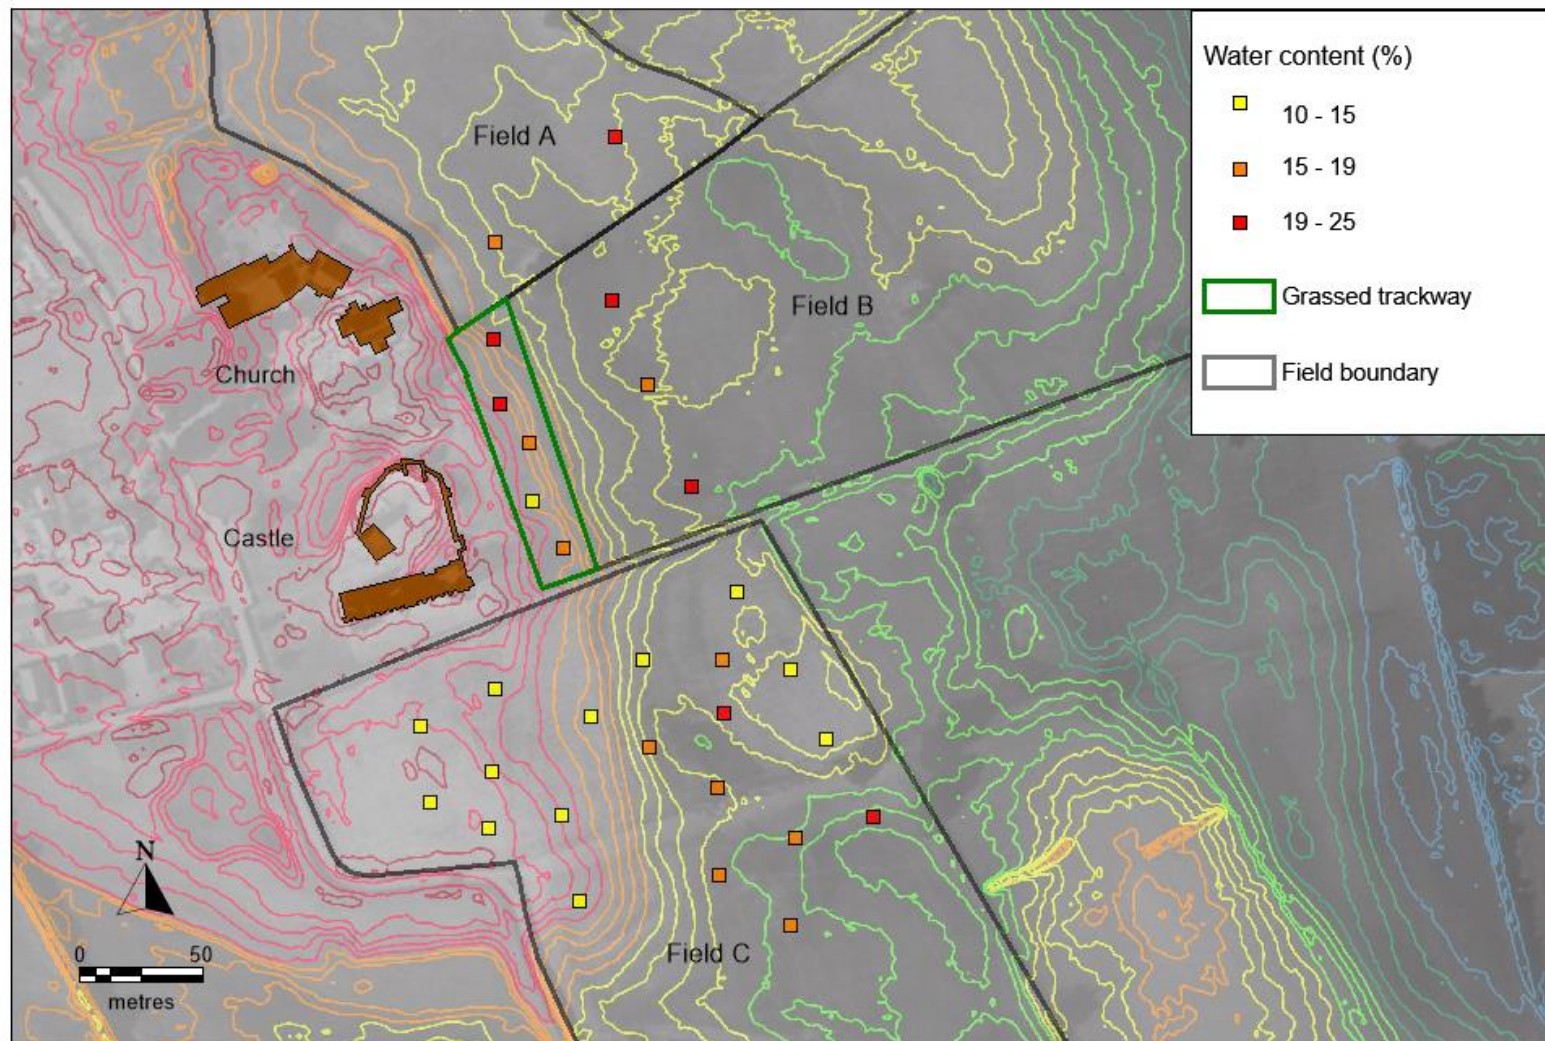 Water content (%)
10 - 15
15 - 19
19 - 25
Grassed trackway
Field boundary
Field A
Field B
Church
Castle
Field C
N
0 50
metres